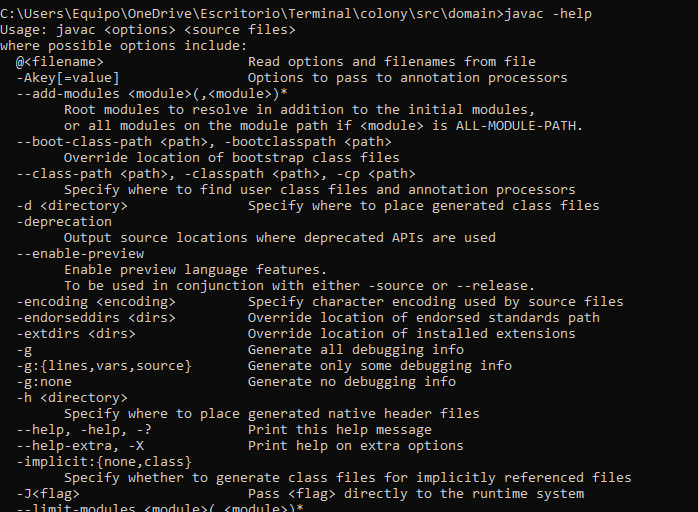 C:\Users\Equipo\OneDrive\Escritorio\Terminal\colony\src\domain>javac -help
Usage: javac <options> <source files>
where possible options include:
  @<filename>                  Read options and filenames from file
  -Akey[=value]                Options to pass to annotation processors
  --add-modules <module>(,<module>)*
        Root modules to resolve in addition to the initial modules,
        or all modules on the module path if <module> is ALL-MODULE-PATH.
  --boot-class-path <path>, -bootclasspath <path>
        Override location of bootstrap class files
  --class-path <path>, -classpath <path>, -cp <path>
        Specify where to find user class files and annotation processors
  -d <directory>               Specify where to place generated class files
  -deprecation
        Output source locations where deprecated APIs are used
  --enable-preview
        Enable preview language features.
        To be used in conjunction with either -source or --release.
  -encoding <encoding>         Specify character encoding used by source files
  -endorseddirs <dirs>         Override location of endorsed standards path
  -extdirs <dirs>              Override location of installed extensions
  -g                           Generate all debugging info
  -g:{lines,vars,source}       Generate only some debugging info
  -g:none                      Generate no debugging info
  -h <directory>
        Specify where to place generated native header files
  --help, -help, -?            Print this help message
  --help-extra, -X             Print help on extra options
  -implicit:{none,class}
        Specify whether to generate class files for implicitly referenced files
  -J<flag>                     Pass <flag> directly to the runtime system
  --limit-modules <module>(,<module>)*